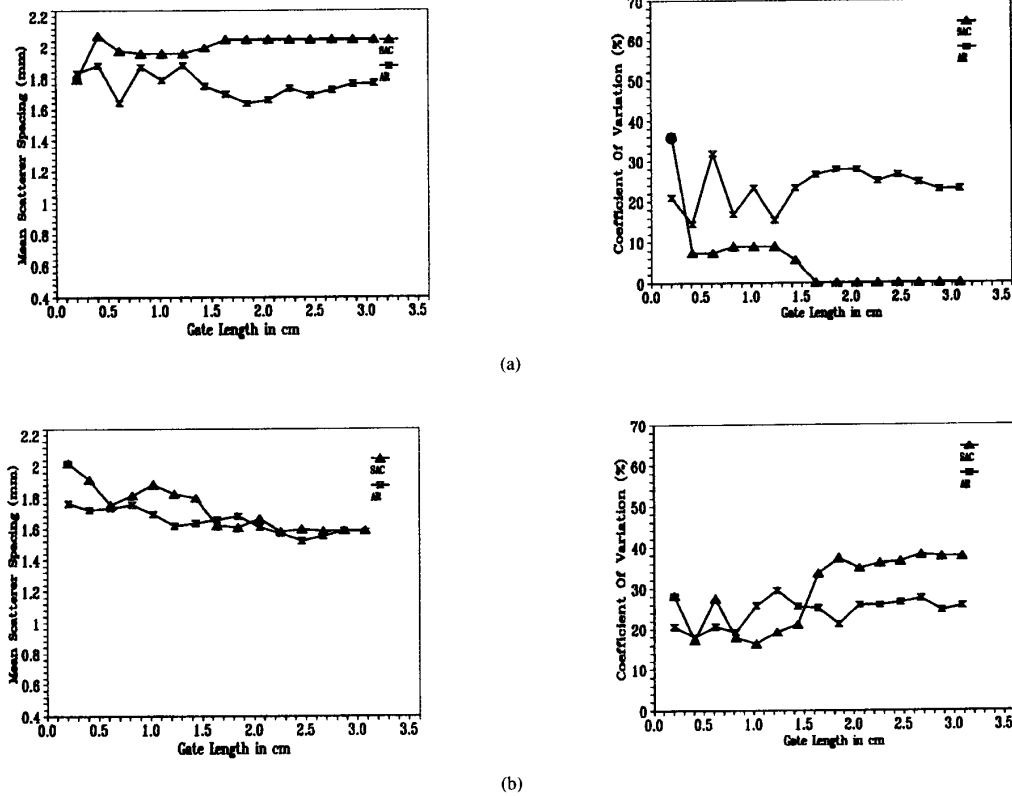 Mean Scatterer Spacing (mm)
2.2
2
1.8
1.6
1.4
1.2
1
0.8
0.6
0.4
0.0 0.5 1.0 1.5 2.0 2.5 3.0 3.5
Gate Length in cm
SAC
AR
Coefficient Of Variation (%)
70
60
50
40
30
20
10
0
0.0 0.5 1.0 1.5 2.0 2.5 3.0 3.5
Gate Length in cm
SAC
AR
(a)
Mean Scatterer Spacing (mm)
2.2
2
1.8
1.6
1.4
1.2
1
0.8
0.6
0.4
0.0 0.5 1.0 1.5 2.0 2.5 3.0 3.5
Gate Length in cm
SAC
AR
Coefficient Of Variation (%)
70
60
50
40
30
20
10
0
0.0 0.5 1.0 1.5 2.0 2.5 3.0 3.5
Gate Length in cm
SAC
AR
(b)